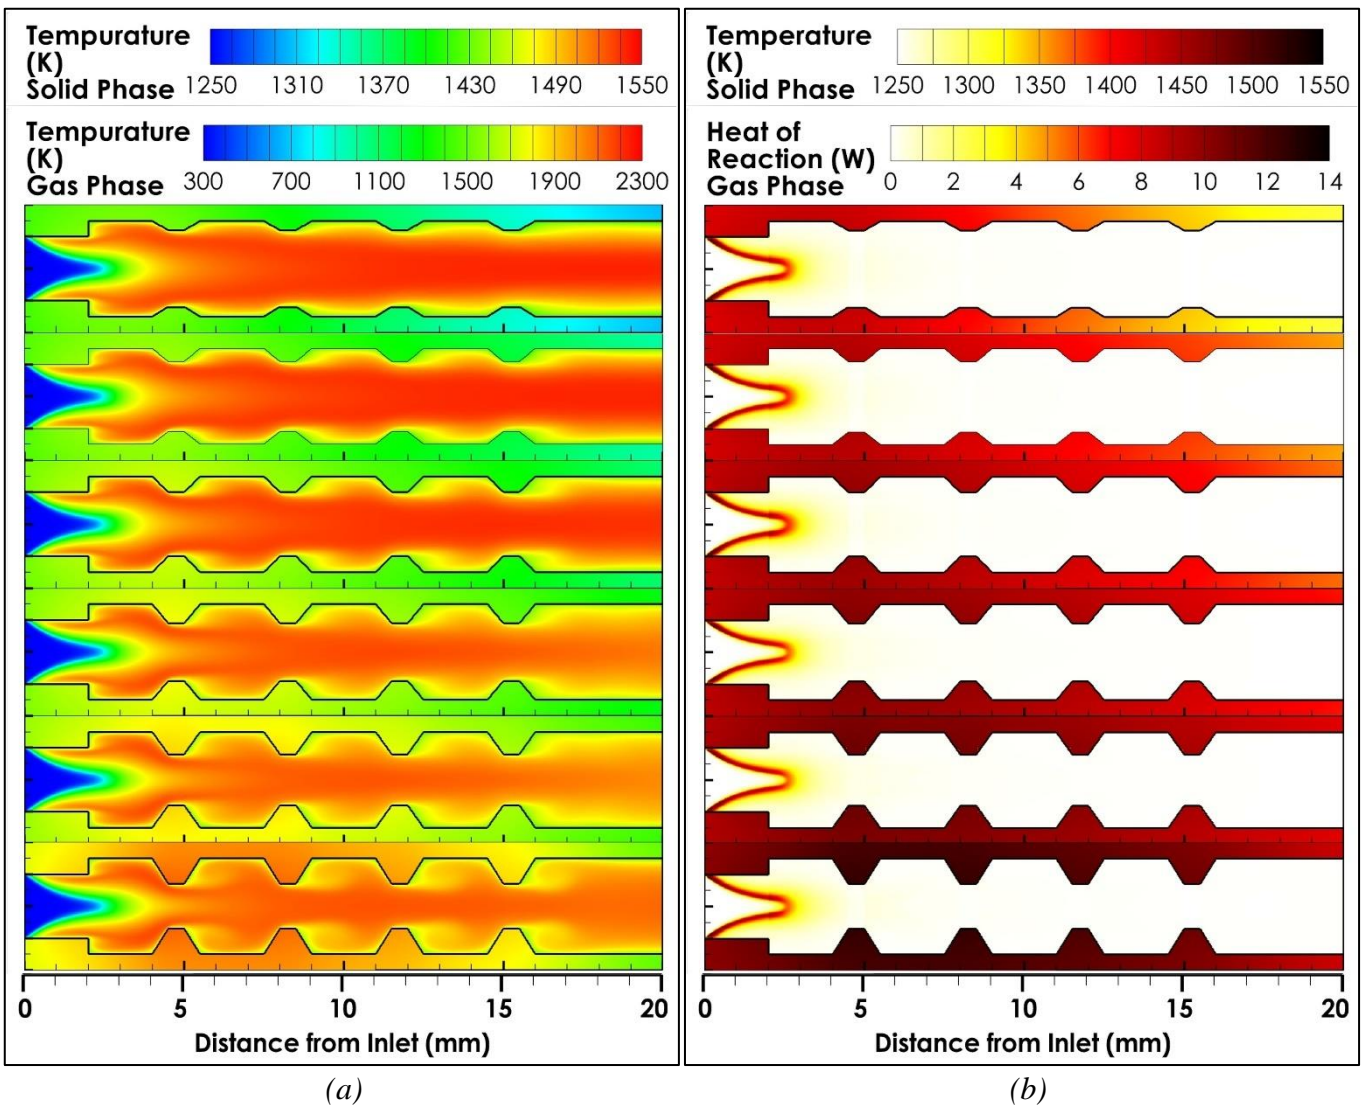 Tempurature
(K)
Solid Phase 1250 1310 1370 1430 1490 1550
Tempurature
(K)
Gas Phase 300 700 1100 1500 1900 2300
0 5 10 15 20
Distance from Inlet (mm)
(a)
Temperature
(K)
Solid Phase 1250 1300 1350 1400 1450 1500 1550
Heat of
Reaction (W)
Gas Phase 0 2 4 6 8 10 12 14
0 5 10 15 20
Distance from Inlet (mm)
(b)